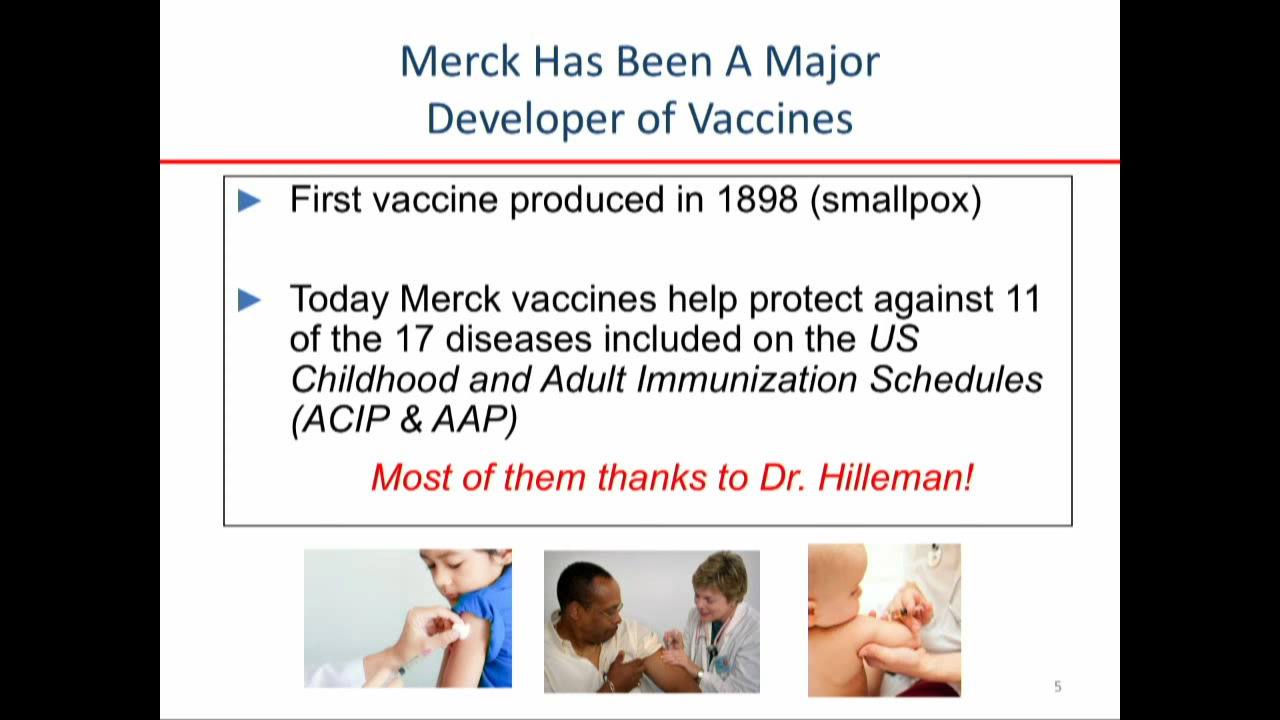 Merck Has Been A Major
Developer of Vaccines
First vaccine produced in 1898 (smallpox)
Today Merck vaccines help protect against 11
of the 17 diseases included on the US
Childhood and Adult Immunization Schedules
(ACIP & AAP)
Most of them thanks to Dr. Hilleman!
5